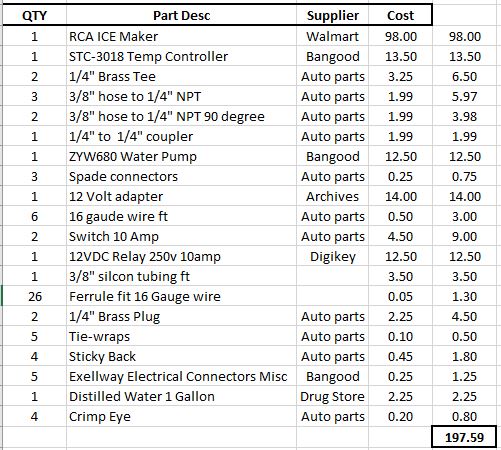 QTY Part Desc Supplier Cost
1 RCA ICE Maker Walmart 98.00 98.00
1 STC-3018 Temp Controller Bangood 13.50 13.50
2 1/4" Brass Tee Auto parts 3.25 6.50
3 3/8" hose to 1/4" NPT Auto parts 1.99 5.97
2 3/8" hose to 1/4" NPT 90 degree Auto parts 1.99 3.98
1 1/4" to 1/4" coupler Auto parts 1.99 1.99
1 ZYW680 Water Pump Bangood 12.50 12.50
3 Spade connectors Auto parts 0.25 0.75
1 12 Volt adapter Archives 14.00 14.00
6 16 gaude wire ft Auto parts 0.50 3.00
2 Switch 10 Amp Auto parts 4.50 9.00
1 12VDC Relay 250v 10amp Digikey 12.50 12.50
1 3/8" silcon tubing ft 3.50 3.50
26 Ferrule fit 16 Gauge wire 0.05 1.30
2 1/4" Brass Plug Auto parts 2.25 4.50
5 Tie-wraps Auto parts 0.10 0.50
4 Sticky Back Auto parts 0.45 1.80
5 Exellway Electrical Connectors Misc Bangood 0.25 1.25
1 Distilled Water 1 Gallon Drug Store 2.25 2.25
4 Crimp Eye Auto parts 0.20 0.80
197.59